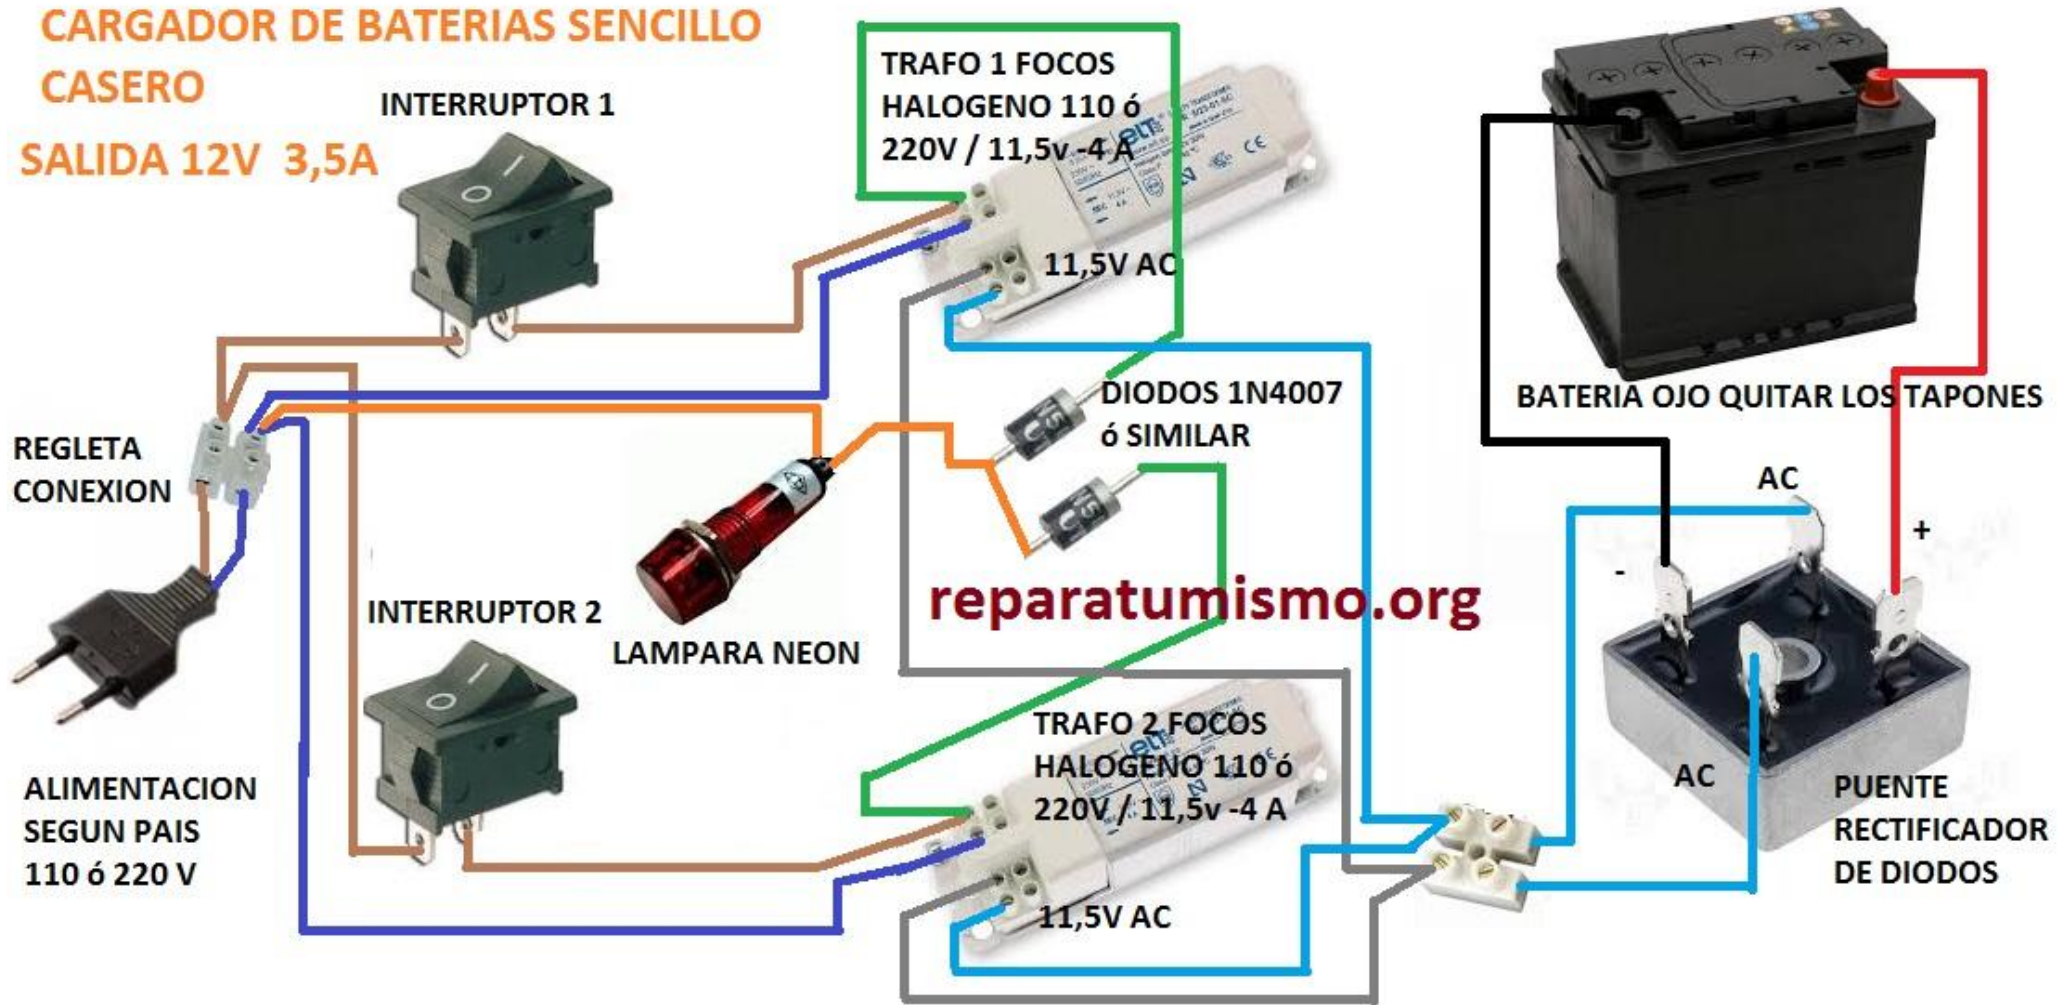 CARGADOR DE BATERIAS SENCILLO
CASERO
SALIDA 12V 3,5A
INTERRUPTOR 1
TRAFO 1 FOCOS
HALOGENO 110 ó
220V / 11,5v -4 A
elt
11,5V AC
DIODOS 1N4007
ó SIMILAR
BATERIA OJO QUITAR LOS TAPONES
REGLETA
CONEXION
AC
+
-
reparatumismo.org
INTERRUPTOR 2
LAMPARA NEON
TRAFO 2 FOCOS
HALOGENO 110 ó
220V / 11,5v -4 A
elt
11,5V AC
ALIMENTACION
SEGUN PAIS
110 ó 220 V
AC
PUENTE
RECTIFICADOR
DE DIODOS